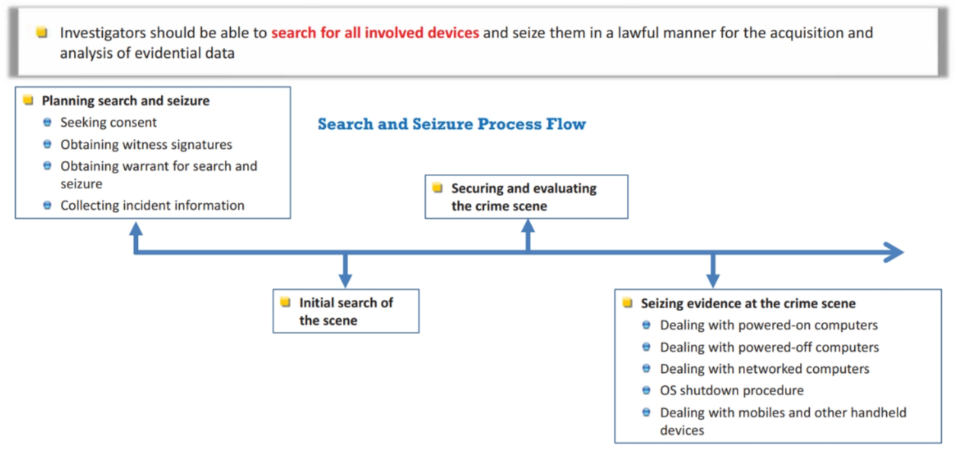 Investigators should be able to search for all involved devices and seize them in a lawful manner for the acquisition and
analysis of evidential data
Planning search and seizure
Seeking consent
Obtaining witness signatures
Obtaining warrant for search and
seizure
Collecting incident information
Search and Seizure Process Flow
Securing and evaluating
the crime scene
Initial search of
the scene
Seizing evidence at the crime scene
Dealing with powered-on computers
Dealing with powered-off computers
Dealing with networked computers
OS shutdown procedure
Dealing with mobiles and other handheld
devices